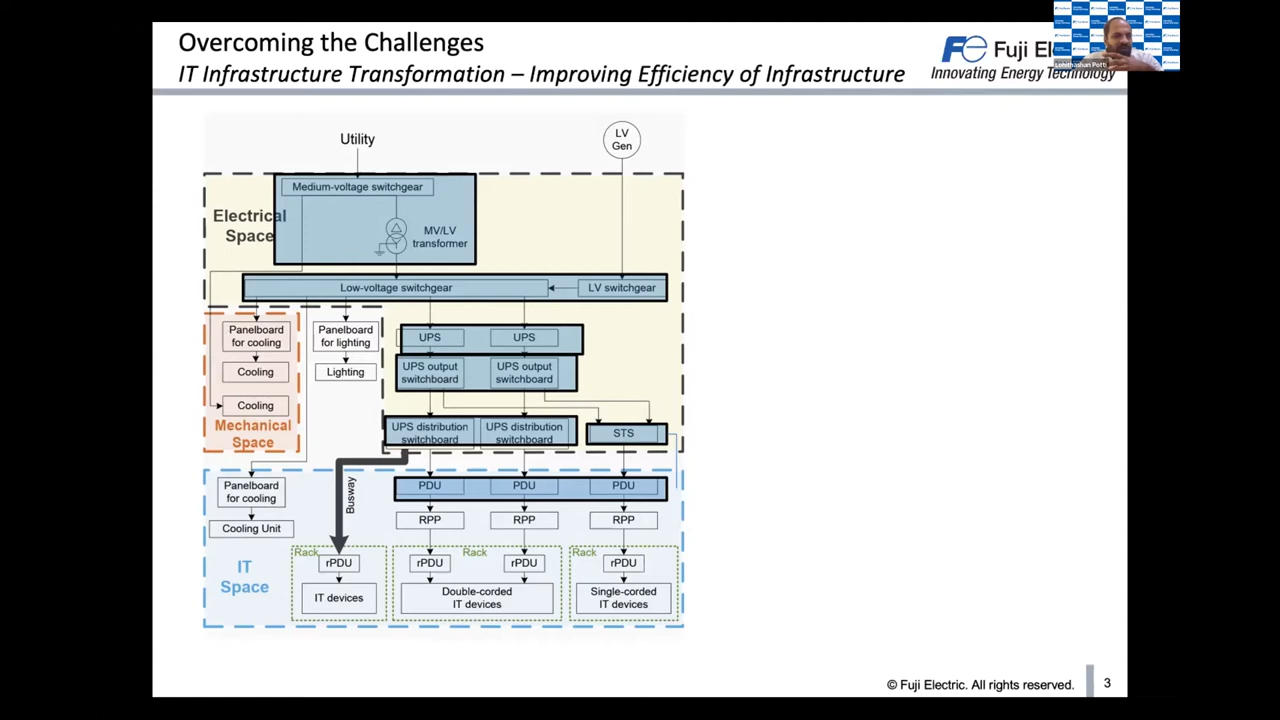 Overcoming the Challenges
IT Infrastructure Transformation – Improving Efficiency of Infrastructure
Fe Fuji Ele
Innovating Energy Technology
Utility
LV
Gen
Medium-voltage switchgear
Electrical
Space
MV/LV
transformer
Low-voltage switchgear
LV switchgear
Panelboard
for cooling
Panelboard
for lighting
UPS
UPS
Cooling
Lighting
UPS output
switchboard
UPS output
switchboard
Cooling
Mechanical
Space
UPS distribution
switchboard
UPS distribution
switchboard
STS
Panelboard
for cooling
Busway
PDU
PDU
PDU
Cooling Unit
RPP
RPP
RPP
IT
Space
Rack
rPDU
IT devices
Rack
rPDU
rPDU
Double-corded
IT devices
Rack
rPDU
Single-corded
IT devices
© Fuji Electric. All rights reserved.
3